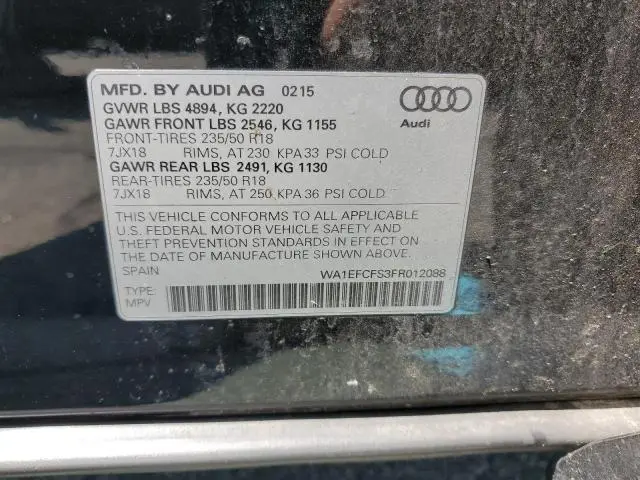 MFD. BY AUDI AG 0215
GVWR LBS 4894, KG 2220
GAWR FRONT LBS 2546, KG 1155
FRONT-TIRES 235/50 R18
7JX18 RIMS, AT 230 KPA 33 PSI COLD
GAWR REAR LBS 2491, KG 1130
REAR-TIRES 235/50 R18
7JX18 RIMS, AT 250 KPA 36 PSI COLD
Audi
THIS VEHICLE CONFORMS TO ALL APPLICABLE
U.S. FEDERAL MOTOR VEHICLE SAFETY AND
THEFT PREVENTION STANDARDS IN EFFECT ON
THE DATE OF MANUFACTURE SHOWN ABOVE.
SPAIN WA1EFCFS3FR012088
TYPE:
MPV